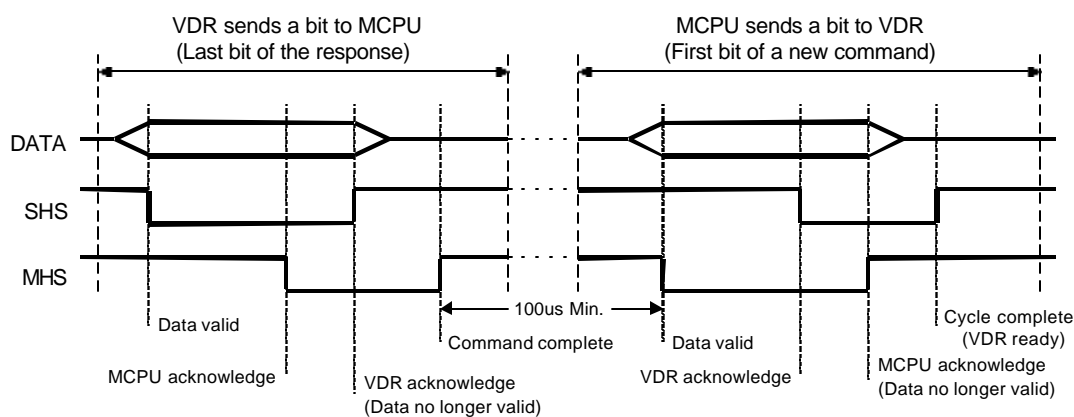 VDR sends a bit to MCPU
(Last bit of the response)
MCPU sends a bit to VDR
(First bit of a new command)
DATA
SHS
MHS
100us Min.
Data valid
Command complete
Data valid
Cycle complete
(VDR ready)
MCPU acknowledge
VDR acknowledge
(Data no longer valid)
VDR acknowledge
MCPU acknowledge
(Data no longer valid)